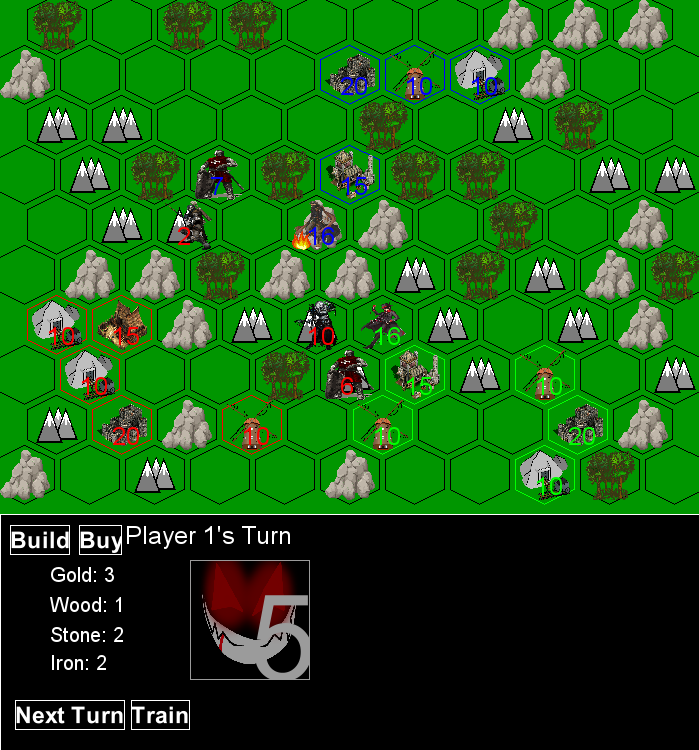 20 10 10
7 15
2 16
10 15 10 16
10 6 15 10
20 10 10 20
10
Build Buy Player 1's Turn
Gold: 3
Wood: 1
Stone: 2
Iron: 2
5
Next Turn Train